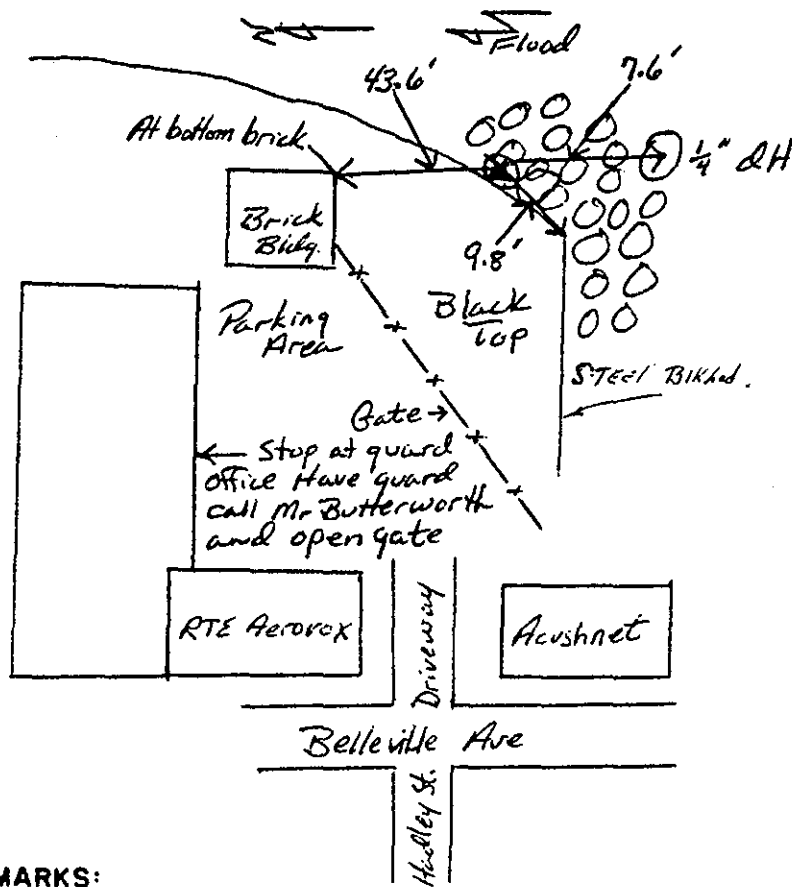 Flood
43.6'
7.6'
At bottom brick
1/4" DH
Brick
Bldg.
9.8'
Black
Top
Parking
Area
STEEl Blkhd.
Gate →
← Stop at guard
office Have guard
call Mr Butterworth
and open gate
RTE Aerovox
Driveway
Acushnet
Belleville Ave
Hadley St.
MARKS: